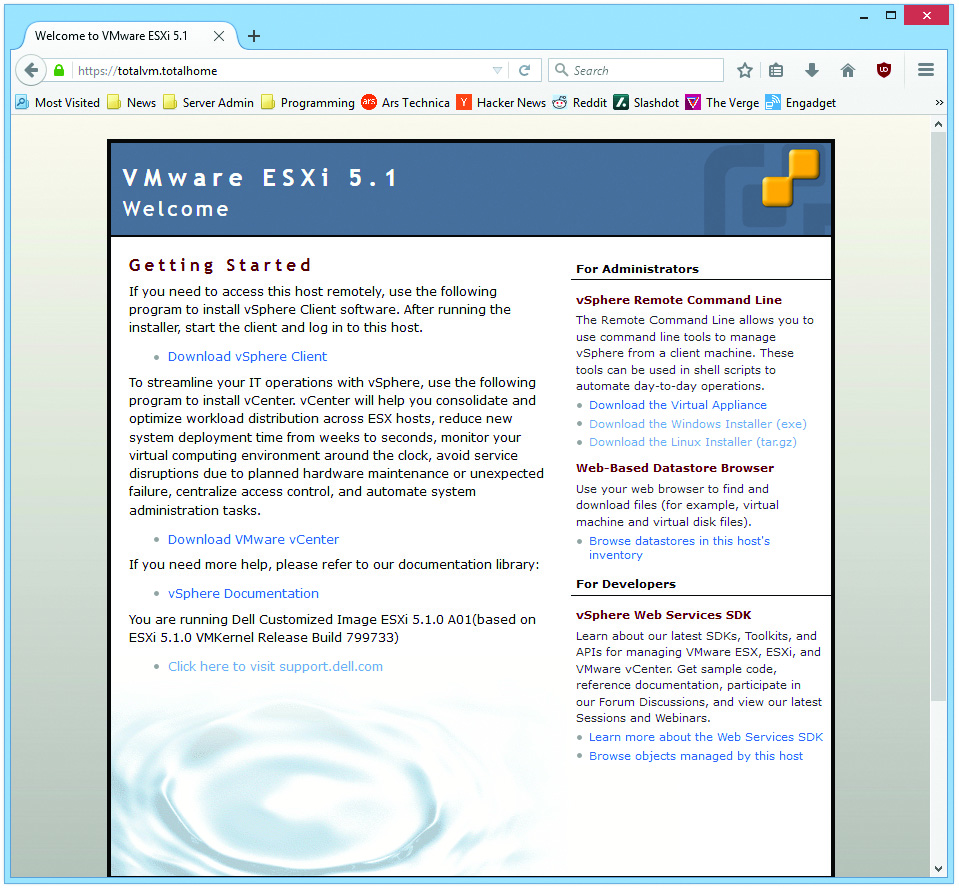 Welcome to VMware ESXi 5.1
https://totalvm.totalhome
Search
Most Visited News Server Admin Programming ars Ars Technica Y Hacker News Reddit Slashdot The Verge Engadget »
VMware ESXi 5.1
Welcome
Getting Started
If you need to access this host remotely, use the following
program to install vSphere Client software. After running the
installer, start the client and log in to this host.
• Download vSphere Client
To streamline your IT operations with vSphere, use the following
program to install vCenter. vCenter will help you consolidate and
optimize workload distribution across ESX hosts, reduce new
system deployment time from weeks to seconds, monitor your
virtual computing environment around the clock, avoid service
disruptions due to planned hardware maintenance or unexpected
failure, centralize access control, and automate system
administration tasks.
• Download VMware vCenter
If you need more help, please refer to our documentation library:
• vSphere Documentation
You are running Dell Customized Image ESXi 5.1.0 A01(based on
ESXi 5.1.0 VMKernel Release Build 799733)
• Click here to visit support.dell.com
For Administrators
vSphere Remote Command Line
The Remote Command Line allows you to
use command line tools to manage
vSphere from a client machine. These
tools can be used in shell scripts to
automate day-to-day operations.
• Download the Virtual Appliance
• Download the Windows Installer (exe)
• Download the Linux Installer (tar.gz)
Web-Based Datastore Browser
Use your web browser to find and
download files (for example, virtual
machine and virtual disk files).
• Browse datastores in this host's
inventory
For Developers
vSphere Web Services SDK
Learn about our latest SDKs, Toolkits, and
APIs for managing VMware ESX, ESXi, and
VMware vCenter. Get sample code,
reference documentation, participate in
our Forum Discussions, and view our latest
Sessions and Webinars.
• Learn more about the Web Services SDK
• Browse objects managed by this host